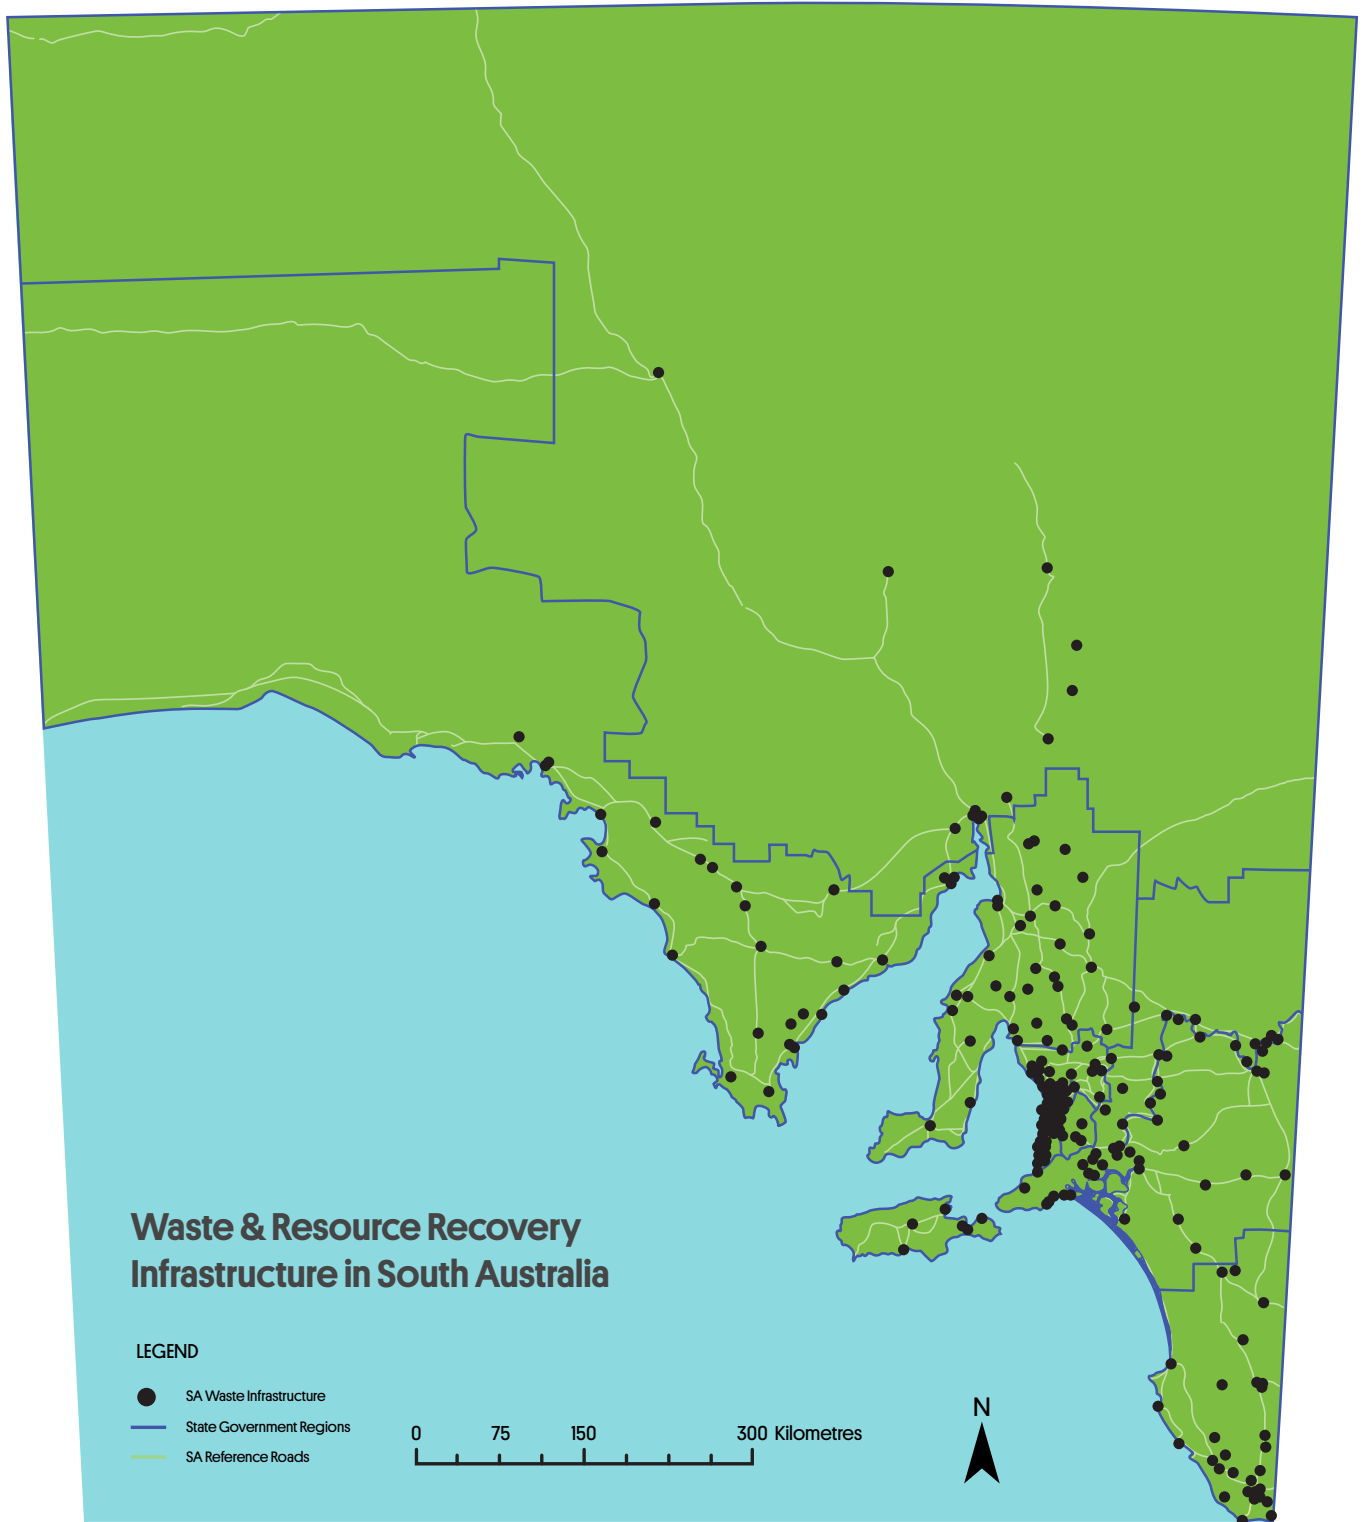 Waste & Resource Recovery
Infrastructure in South Australia
LEGEND
SA Waste Infrastructure
State Government Regions
SA Reference Roads
0 75 150 300 Kilometres
N